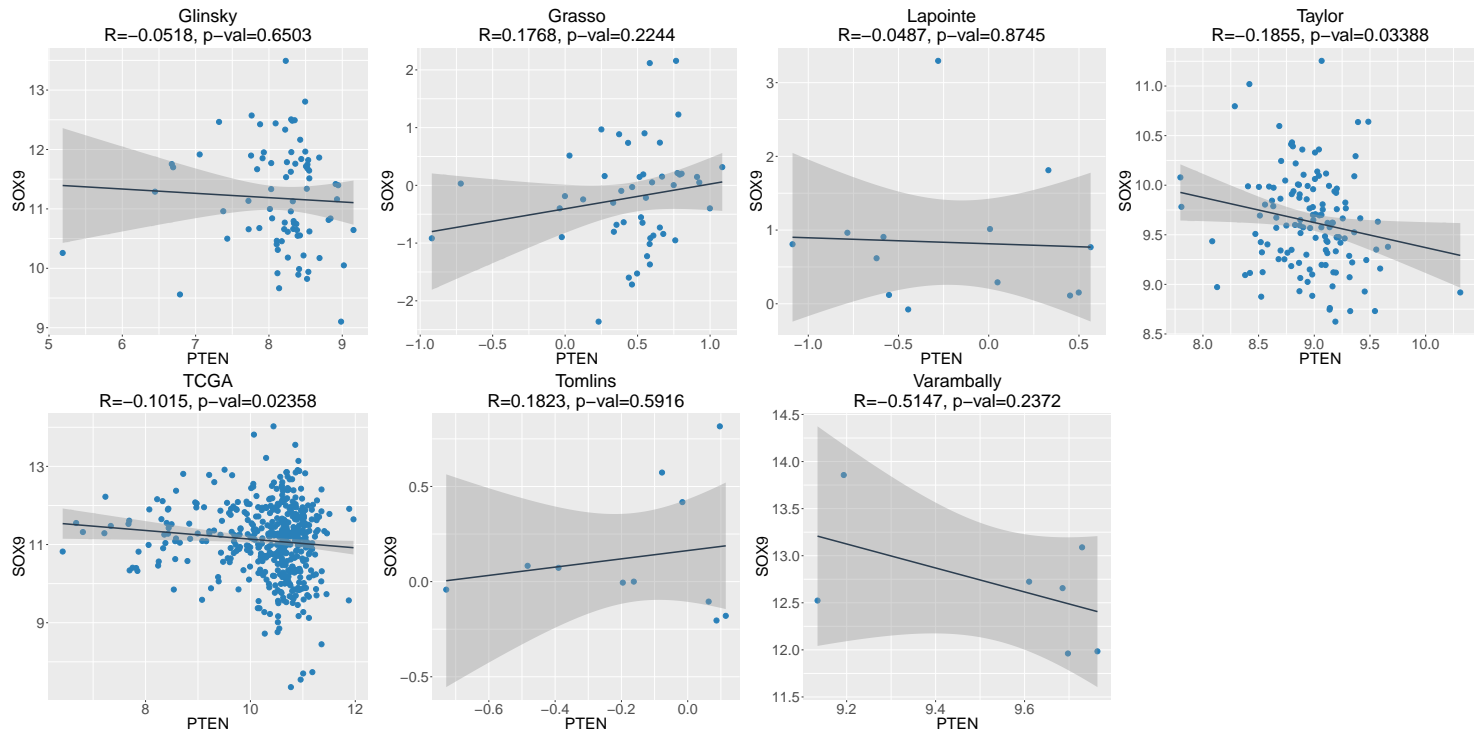 Glinsky
R=−0.0518, p−val=0.6503
SOX9
13
12
11
10
9
5 6 7 8 9
PTEN
Grasso
R=0.1768, p−val=0.2244
SOX9
2
1
0
−1
−2
−1.0 −0.5 0.0 0.5 1.0
PTEN
Lapointe
R=−0.0487, p−val=0.8745
SOX9
3
2
1
0
−1.0 −0.5 0.0 0.5
PTEN
Taylor
R=−0.1855, p−val=0.03388
SOX9
11.0
10.5
10.0
9.5
9.0
8.5
8.0 8.5 9.0 9.5 10.0
PTEN
TCGA
R=−0.1015, p−val=0.02358
SOX9
13
11
9
8 10 12
PTEN
Tomlins
R=0.1823, p−val=0.5916
SOX9
0.5
0.0
−0.5
−0.6 −0.4 −0.2 0.0
PTEN
Varambally
R=−0.5147, p−val=0.2372
SOX9
14.5
14.0
13.5
13.0
12.5
12.0
11.5
9.2 9.4 9.6
PTEN